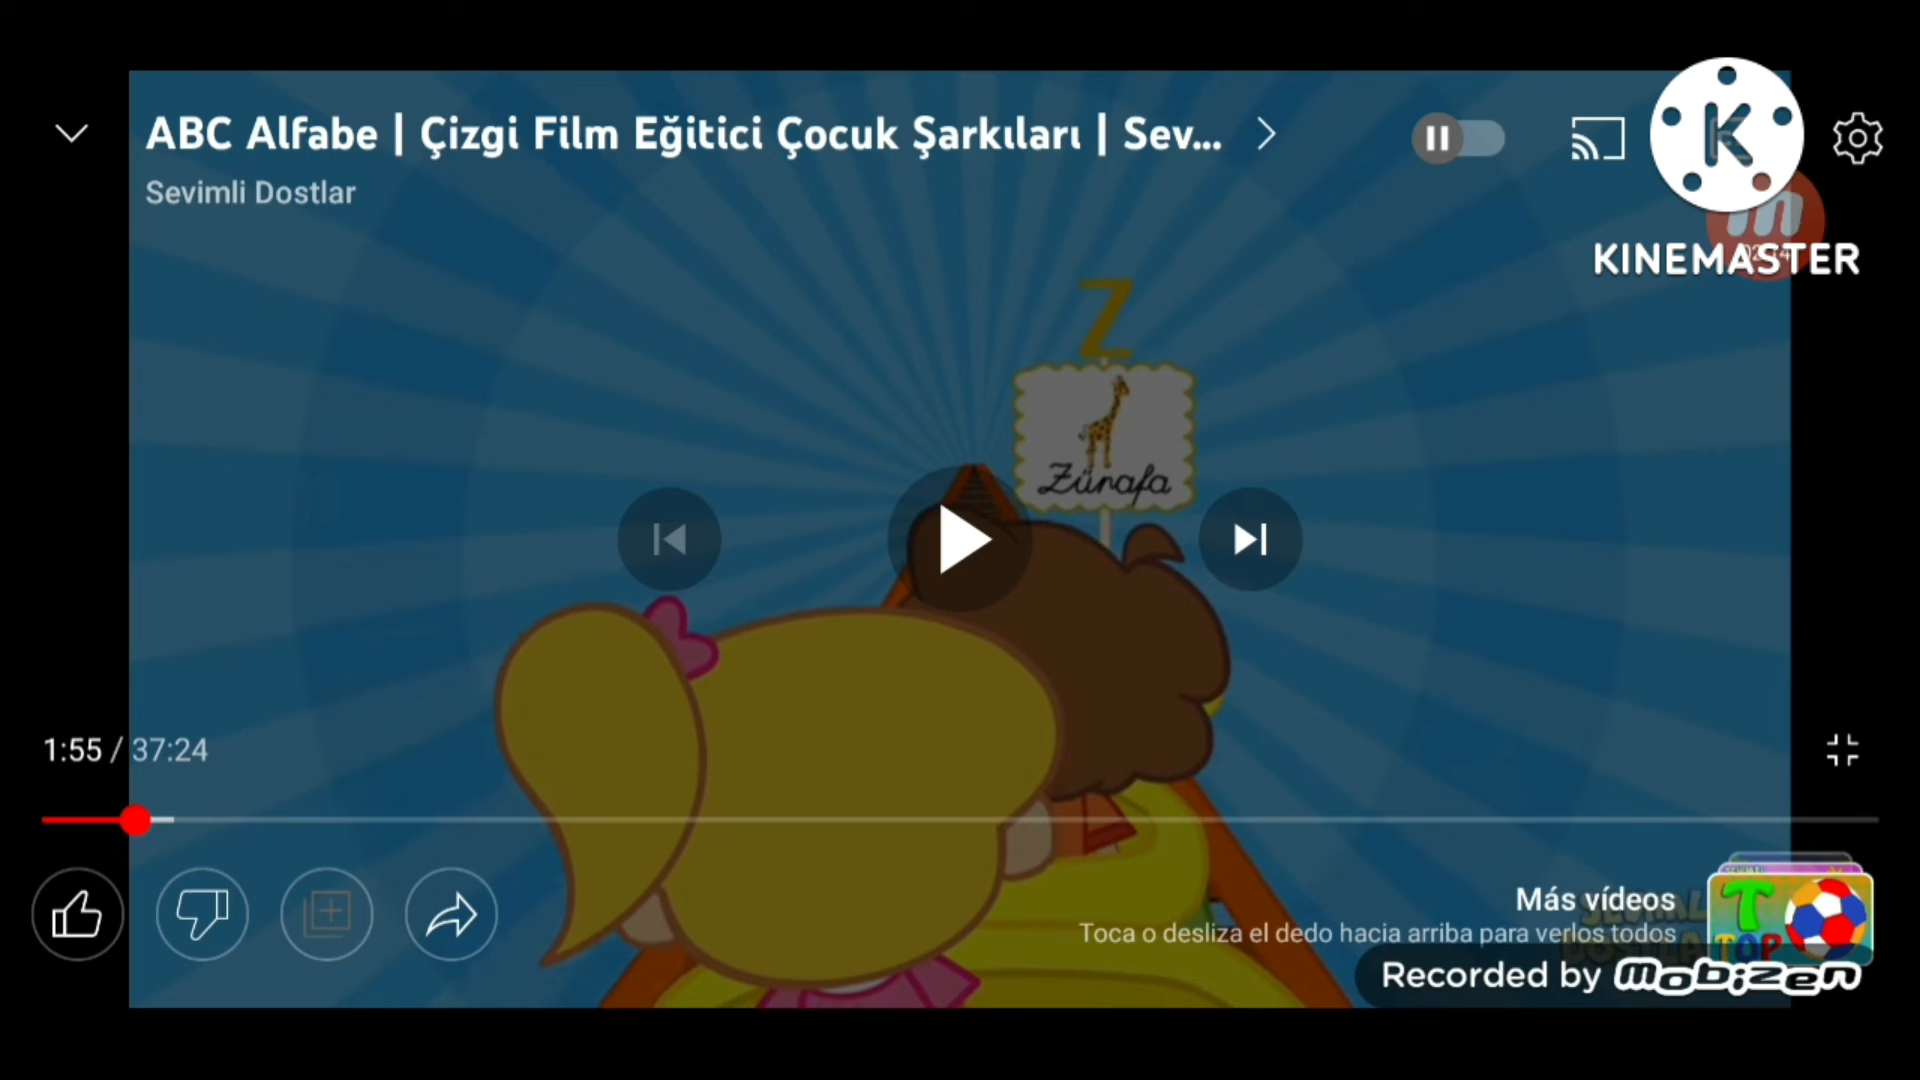 ABC Alfabe | Çizgi Film Eğitici Çocuk Şarkıları | Sev...
Sevimli Dostlar
K
KINEMASTER
Z
Zürafa
1:55 / 37:24
Más vídeos
Toca o desliza el dedo hacia arriba para verlos todos
T
TOP
Recorded by Mobizen